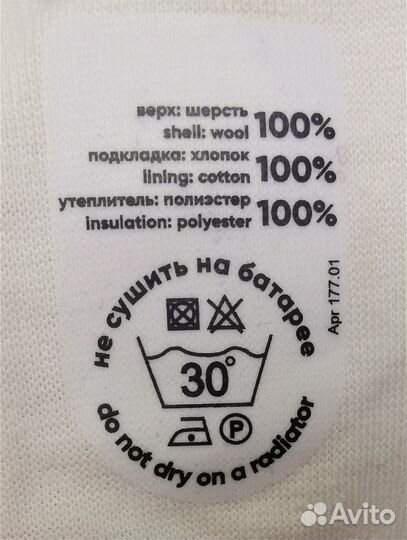 верх: шерсть
shell: wool 100%
подкладка: хлопок
lining: cotton 100%
утеплитель: полиэстер
insulation: polyester 100%
не сушить на батарее
30°
P
do not dry on a radiator
Арт 177.01
Avito